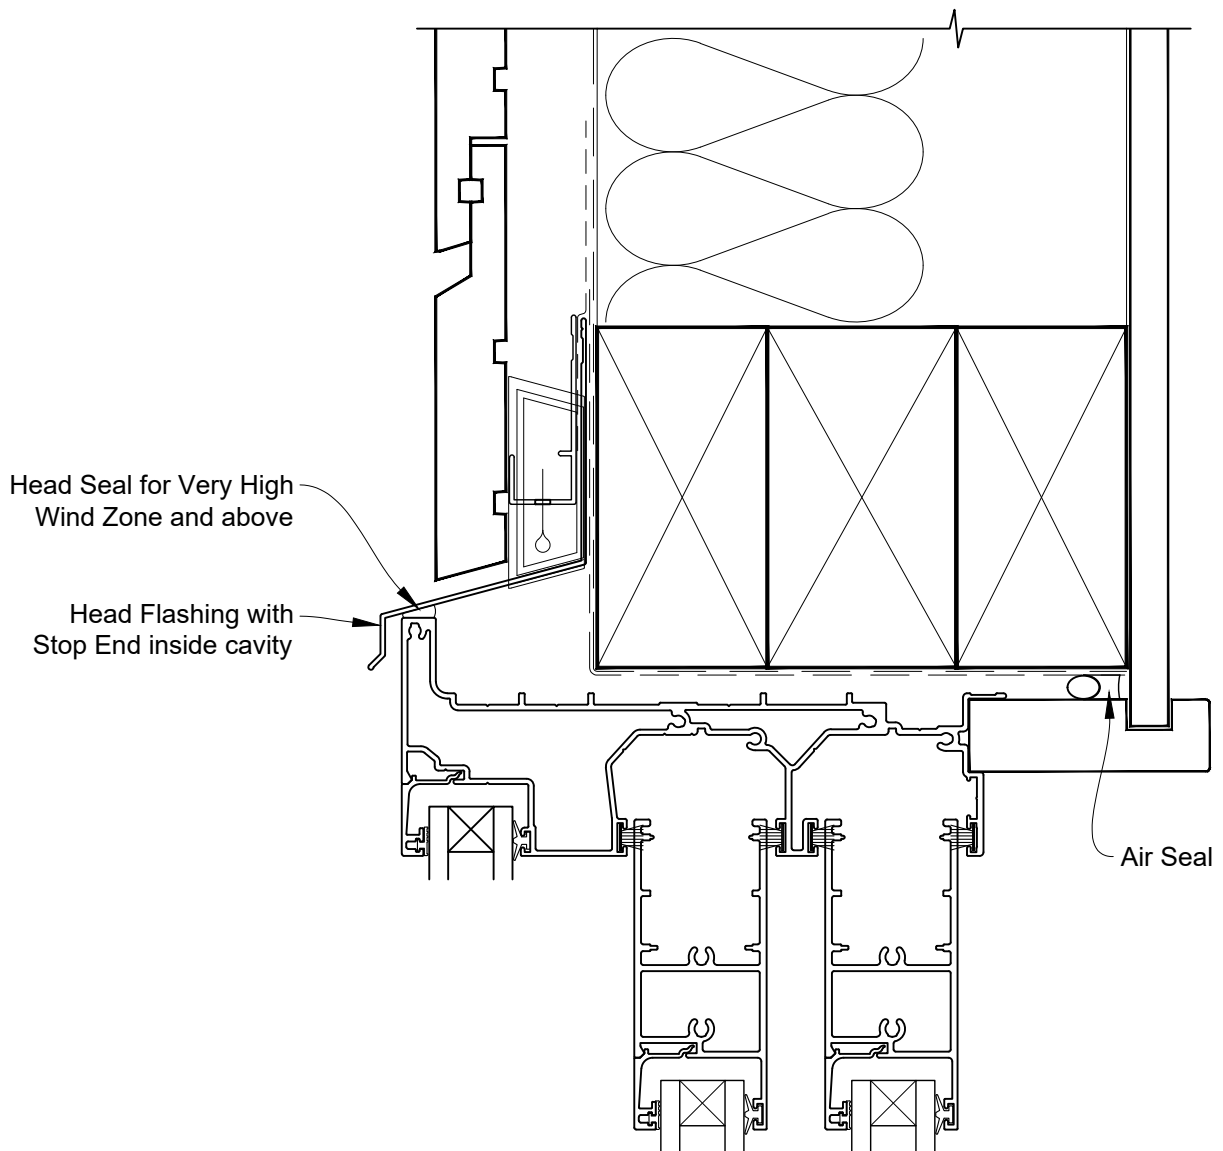 Head Seal for Very High
Wind Zone and above
Head Flashing with
Stop End inside cavity
Air Seal